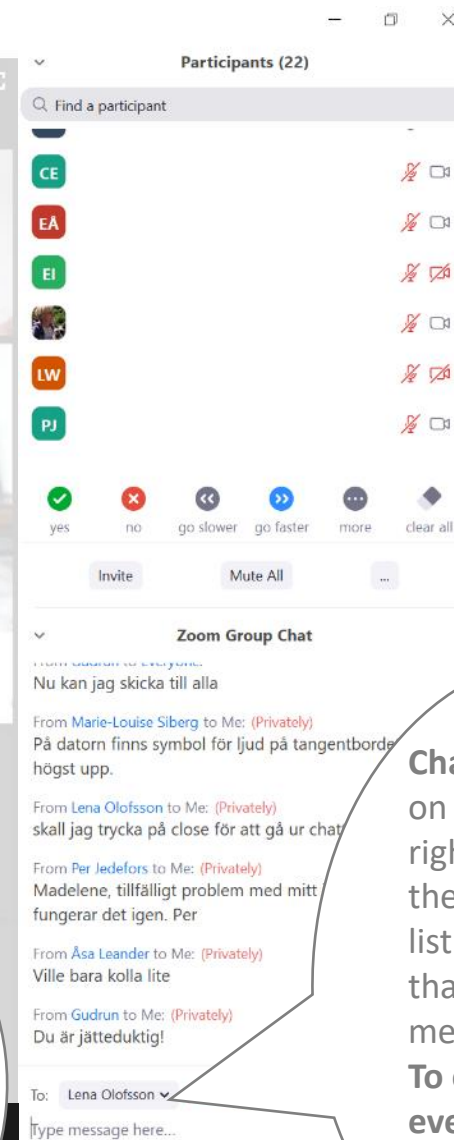 Participants (22)
Find a participant
CE
EÅ
EI
LW
PJ
yes no go slower go faster more clear all
Invite Mute All ...
Zoom Group Chat
From Gudrun to Everyone:
Nu kan jag skicka till alla
From Marie-Louise Siberg to Me: (Privately)
På datorn finns symbol för ljud på tangentborde
högst upp.
From Lena Olofsson to Me: (Privately)
skall jag trycka på close för att gå ur chat
From Per Jedefors to Me: (Privately)
Madelene, tillfälligt problem med mitt
fungerar det igen. Per
From Åsa Leander to Me: (Privately)
Ville bara kolla lite
From Gudrun to Me: (Privately)
Du är jätteduktig!
To: Lena Olofsson
Type message here...
Cha
on
righ
the
list
tha
me
To
eve